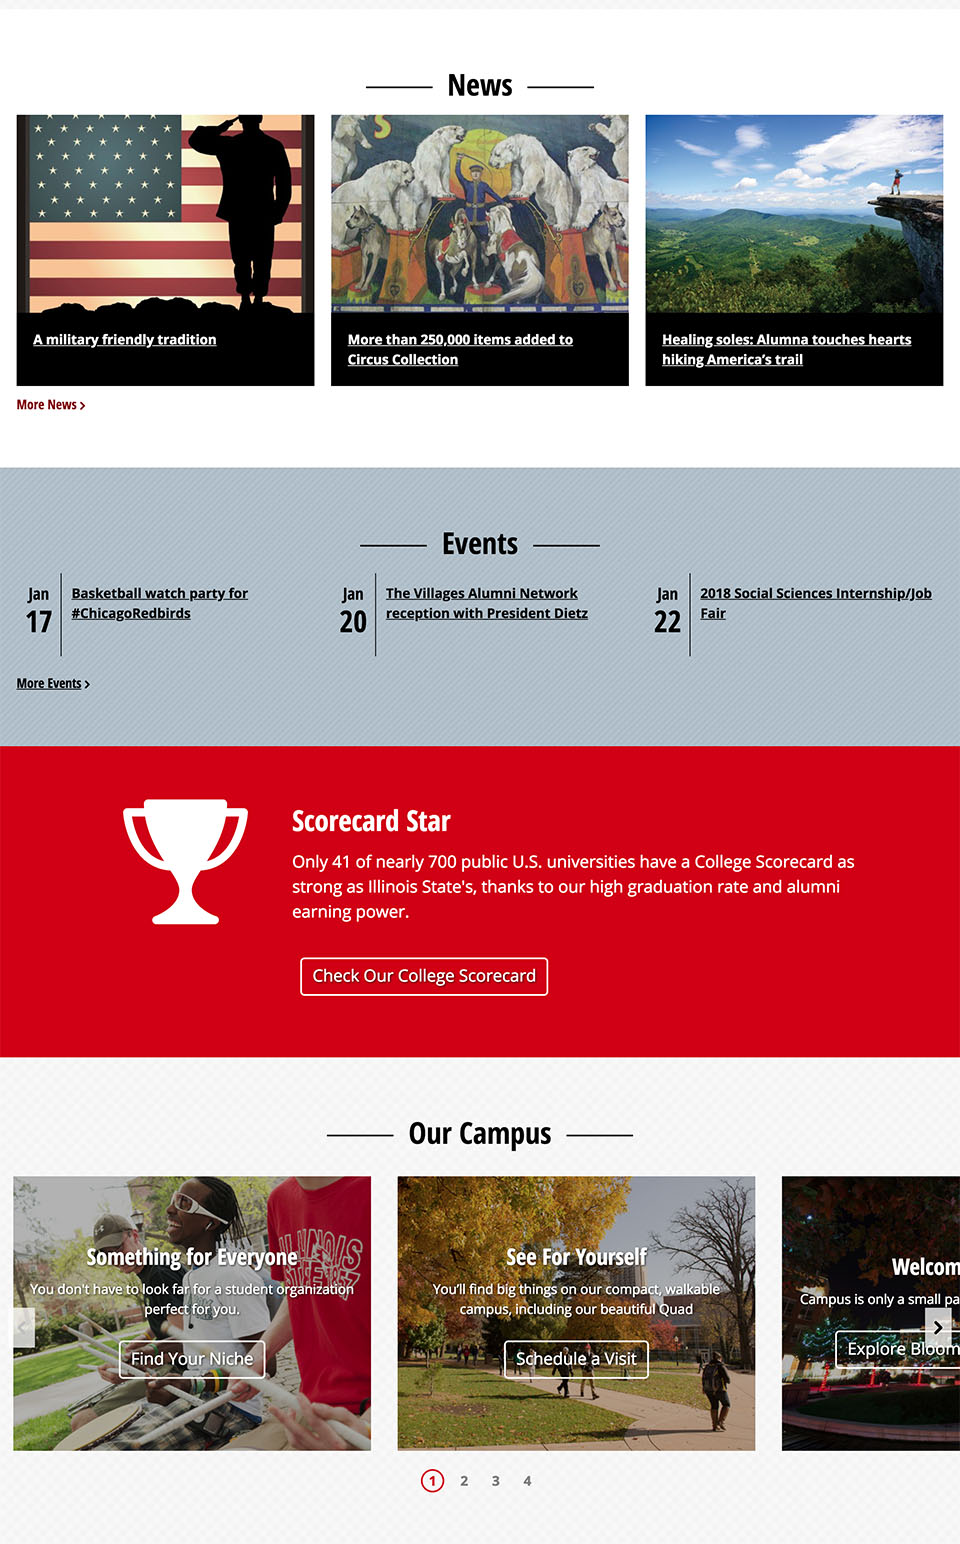 News
A military friendly tradition
More than 250,000 items added to
Circus Collection
Healing soles: Alumna touches hearts
hiking America's trail
More News
Events
Jan
17
Basketball watch party for
#ChicagoRedbirds
Jan
20
The Villages Alumni Network
reception with President Dietz
Jan
22
2018 Social Sciences Internship/Job
Fair
More Events
Scorecard Star
Only 41 of nearly 700 public U.S. universities have a College Scorecard as
strong as Illinois State's, thanks to our high graduation rate and alumni
earning power.
Check Our College Scorecard
Our Campus
Something for Everyone
You don't have to look far for a student organization
perfect for you.
Find Your Niche
See For Yourself
You'll find big things on our compact, walkable
campus, including our beautiful Quad
Schedule a Visit
Welcom
Campus is only a small pa
Explore Bloom
1 2 3 4